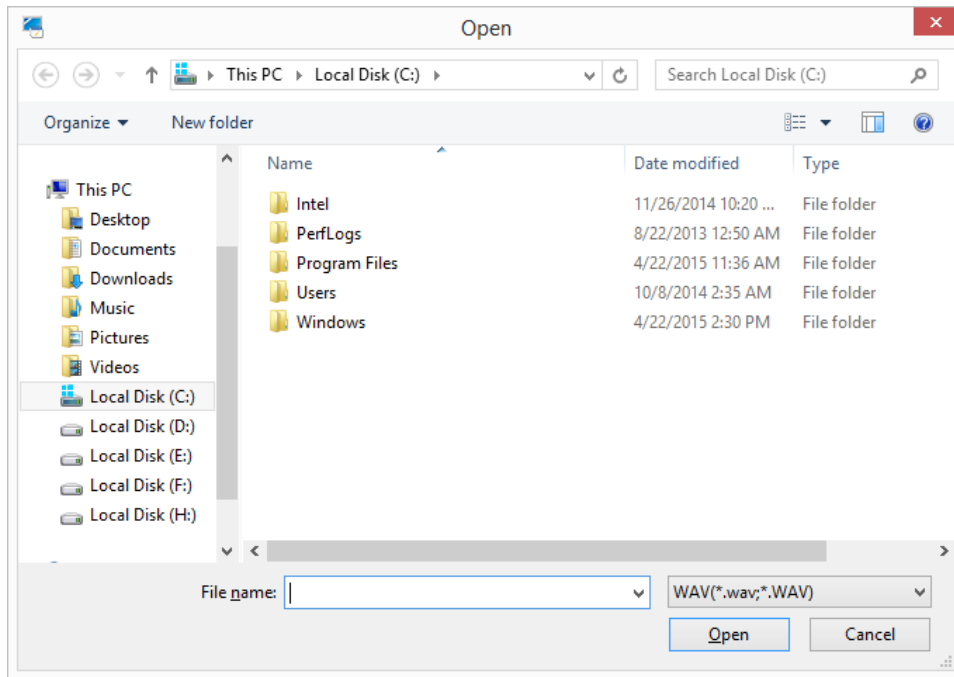 Open
This PC Local Disk (C:)
Search Local Disk (C:)
Organize New folder
Name Date modified Type
This PC
Desktop
Documents
Downloads
Music
Pictures
Videos
Local Disk (C:)
Local Disk (D:)
Local Disk (E:)
Local Disk (F:)
Local Disk (H:)
Intel 11/26/2014 10:20 ... File folder
PerfLogs 8/22/2013 12:50 AM File folder
Program Files 4/22/2015 11:36 AM File folder
Users 10/8/2014 2:35 AM File folder
Windows 4/22/2015 2:30 PM File folder
File name:
WAV(*.wav;*.WAV)
Open Cancel